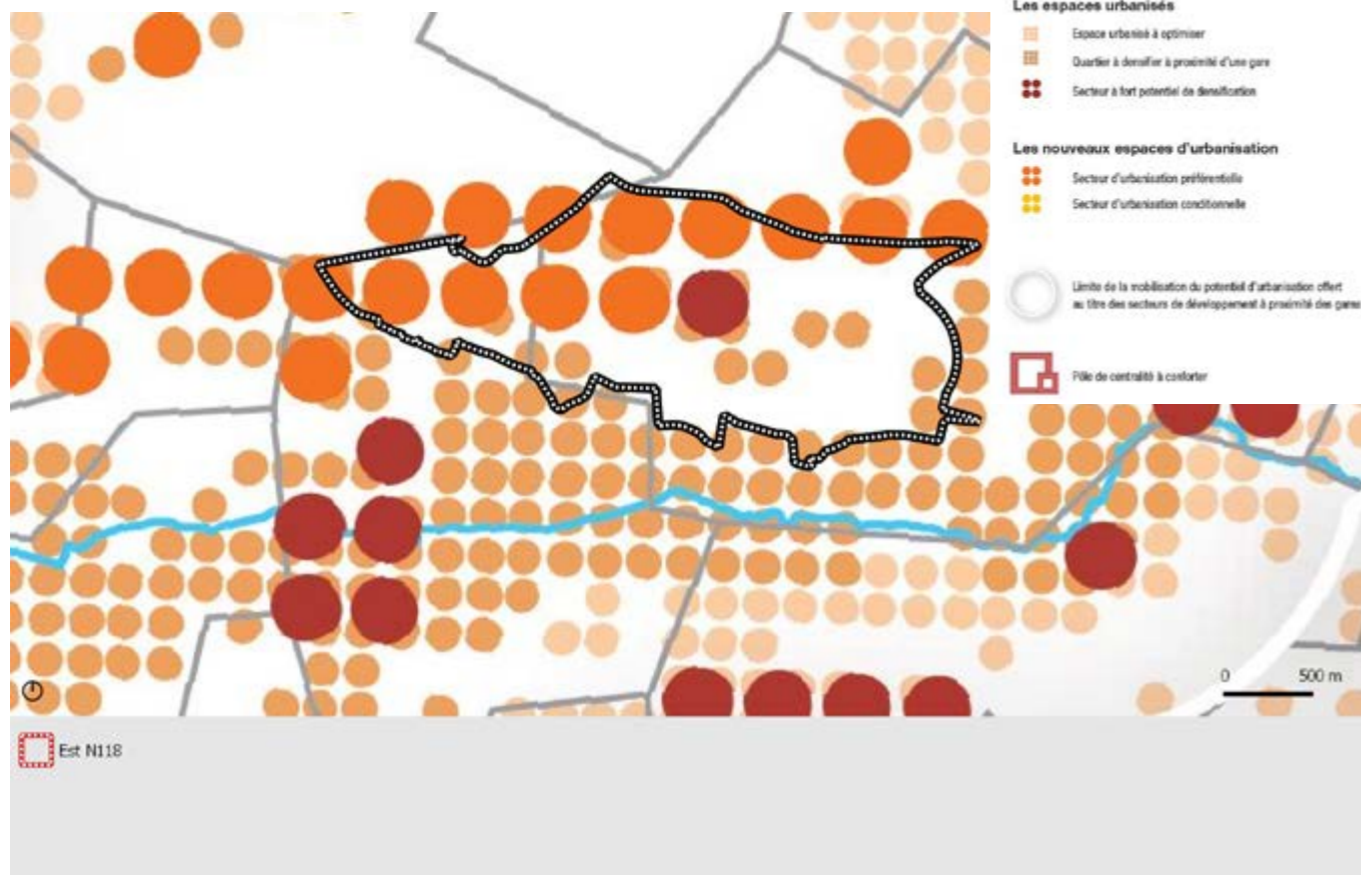 Les espaces urbanisés
Espace urbanisé à optimiser
Quartier à densifier à proximité d'une gare
Secteur à fort potentiel de densification
Les nouveaux espaces d'urbanisation
Secteur d'urbanisation préférentielle
Secteur d'urbanisation conditionnelle
Limite de la mobilisation du potentiel d'urbanisation offert
au titre des secteurs de développement à proximité des gares
Pôle de centralité à conforter
0 500 m
Est N118